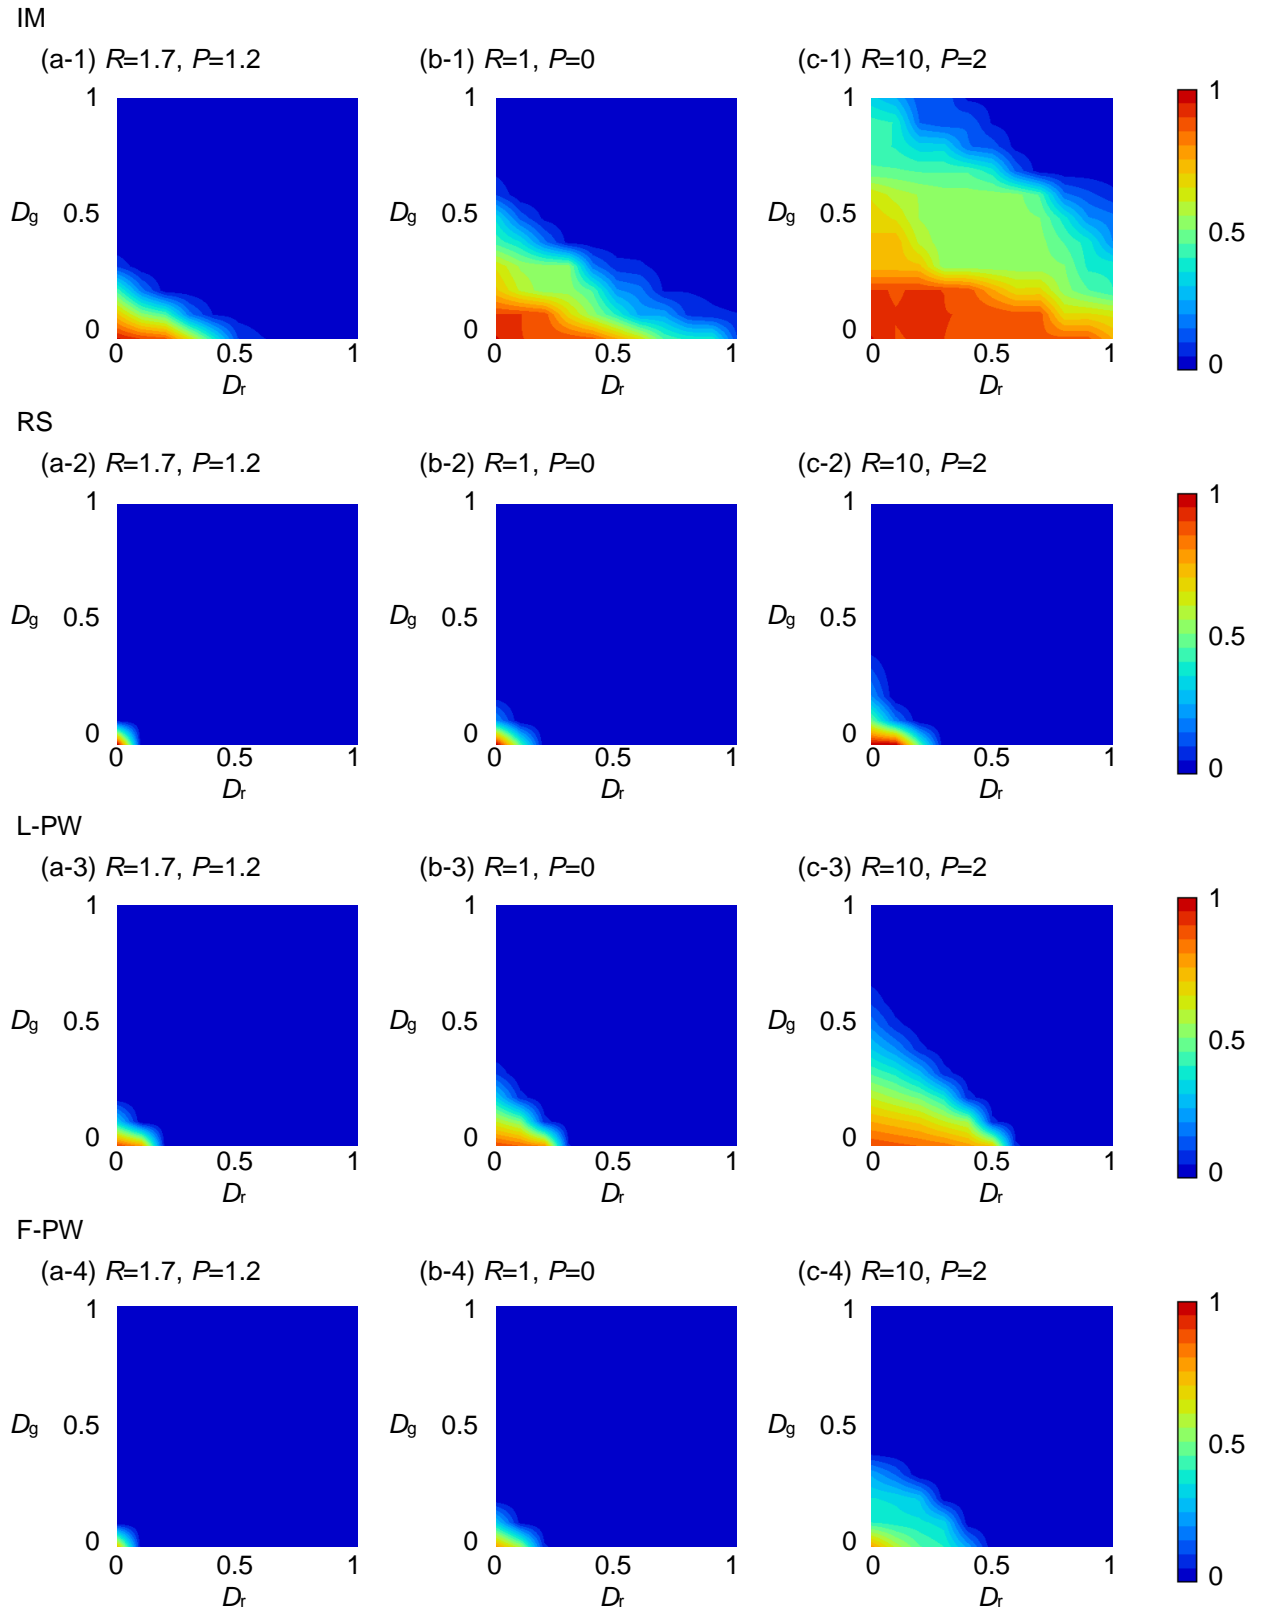 IM
(a-1) R=1.7, P=1.2 (b-1) R=1, P=0 (c-1) R=10, P=2
1 1 1 1
Dg 0.5 Dg 0.5 Dg 0.5 0.5
0 0 0 0
0 0.5 1 0 0.5 1 0 0.5 1
Dr Dr Dr
RS
(a-2) R=1.7, P=1.2 (b-2) R=1, P=0 (c-2) R=10, P=2
1 1 1 1
Dg 0.5 Dg 0.5 Dg 0.5 0.5
0 0 0 0
0 0.5 1 0 0.5 1 0 0.5 1
Dr Dr Dr
L-PW
(a-3) R=1.7, P=1.2 (b-3) R=1, P=0 (c-3) R=10, P=2
1 1 1 1
Dg 0.5 Dg 0.5 Dg 0.5 0.5
0 0 0 0
0 0.5 1 0 0.5 1 0 0.5 1
Dr Dr Dr
F-PW
(a-4) R=1.7, P=1.2 (b-4) R=1, P=0 (c-4) R=10, P=2
1 1 1 1
Dg 0.5 Dg 0.5 Dg 0.5 0.5
0 0 0 0
0 0.5 1 0 0.5 1 0 0.5 1
Dr Dr Dr